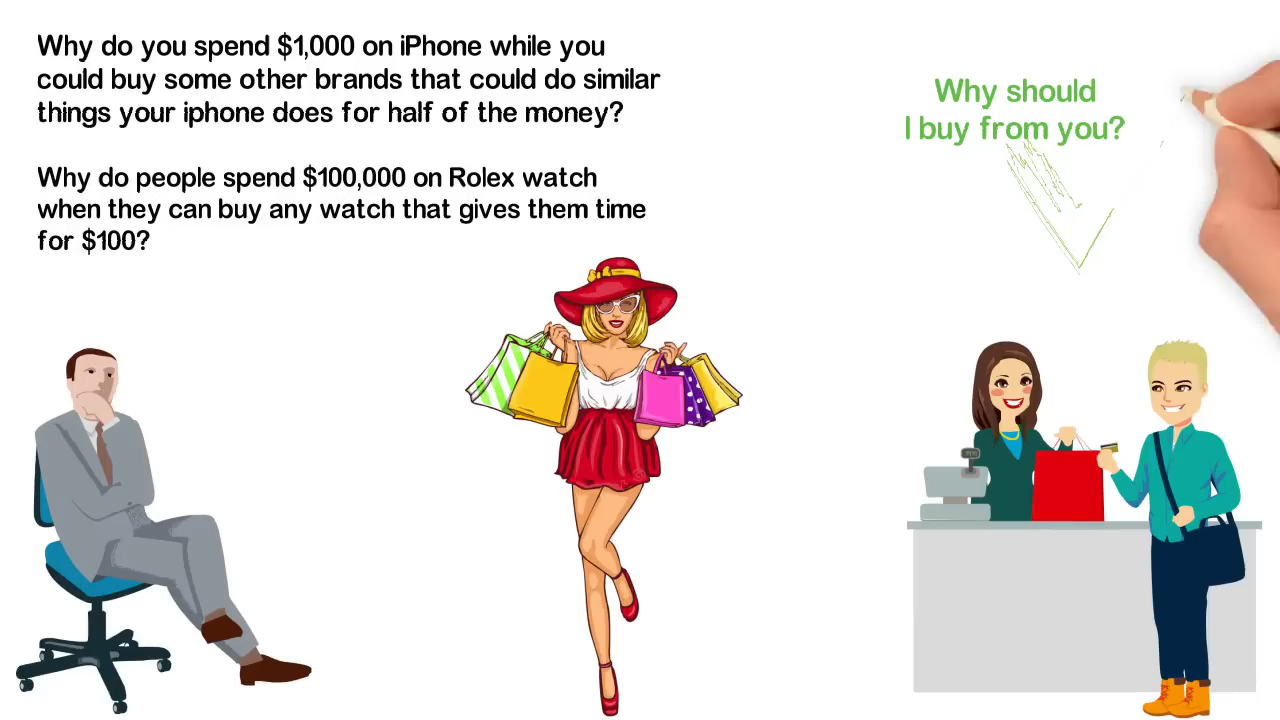 Why do you spend $1,000 on iPhone while you
could buy some other brands that could do similar
things your iphone does for half of the money?
Why do people spend $100,000 on Rolex watch
when they can buy any watch that gives them time
for $100?
Why should
I buy from you?